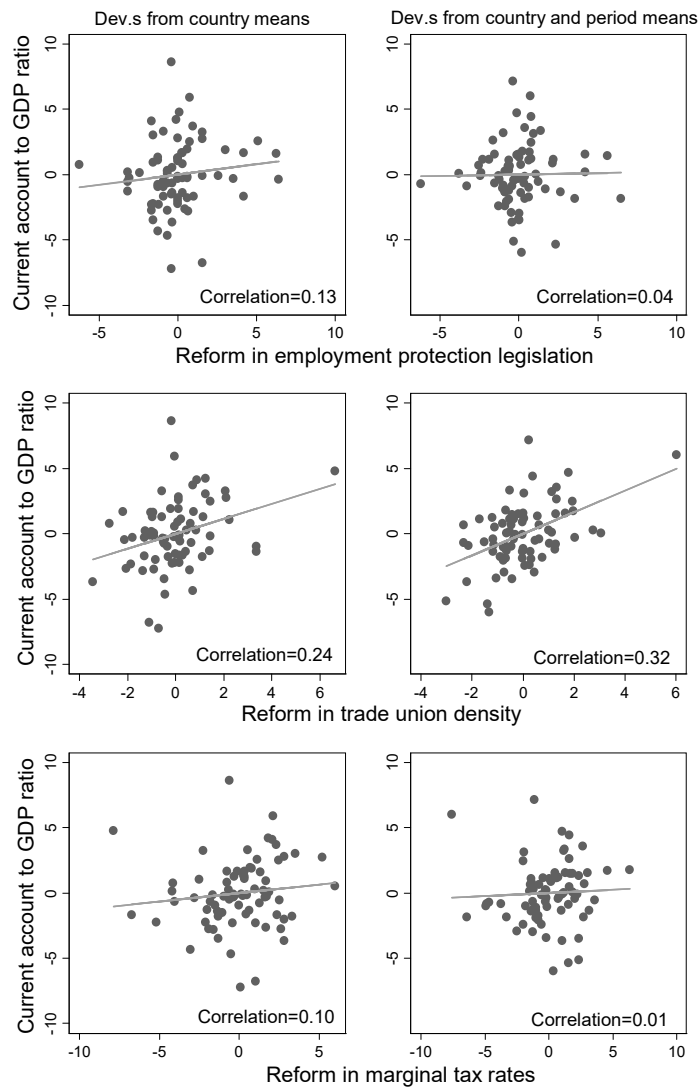 Dev.s from country means
Dev.s from country and period means
Current account to GDP ratio
10
5
0
-5
-10
Correlation=0.13
Correlation=0.04
-5 0 5 10
-5 0 5 10
Reform in employment protection legislation
Current account to GDP ratio
10
5
0
-5
-10
10
5
0
-5
-10
Correlation=0.24
Correlation=0.32
-4 -2 0 2 4 6
-4 -2 0 2 4 6
Reform in trade union density
Current account to GDP ratio
10
5
0
-5
-10
10
5
0
-5
-10
Correlation=0.10
Correlation=0.01
-10 -5 0 5
-10 -5 0 5 10
Reform in marginal tax rates